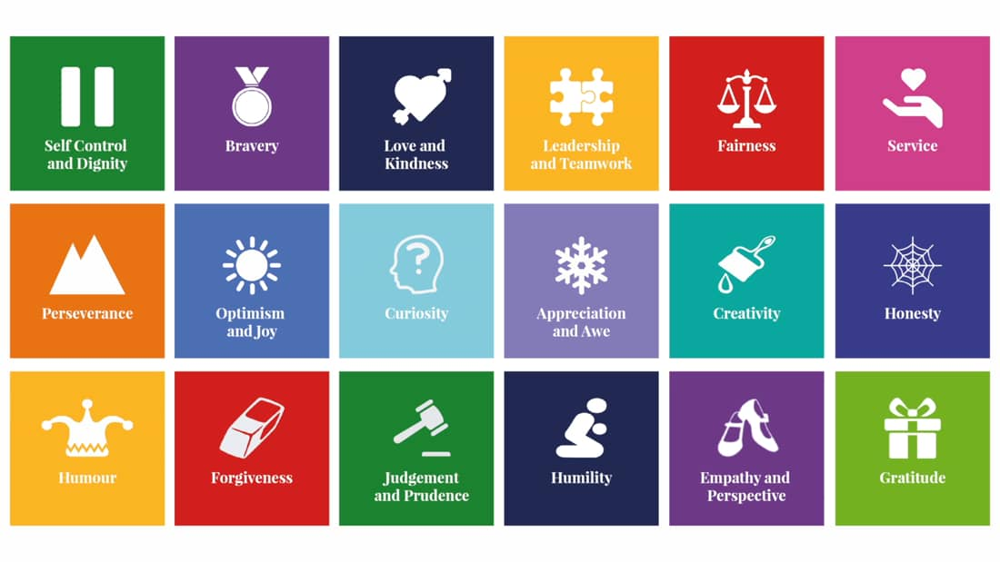 Self Control
and Dignity
Bravery
Love and
Kindness
Leadership
and Teamwork
Fairness
Service
Perseverance
Optimism
and Joy
?
Curiosity
Appreciation
and Awe
Creativity
Honesty
Humour
Forgiveness
Judgement
and Prudence
Humility
Empathy and
Perspective
Gratitude